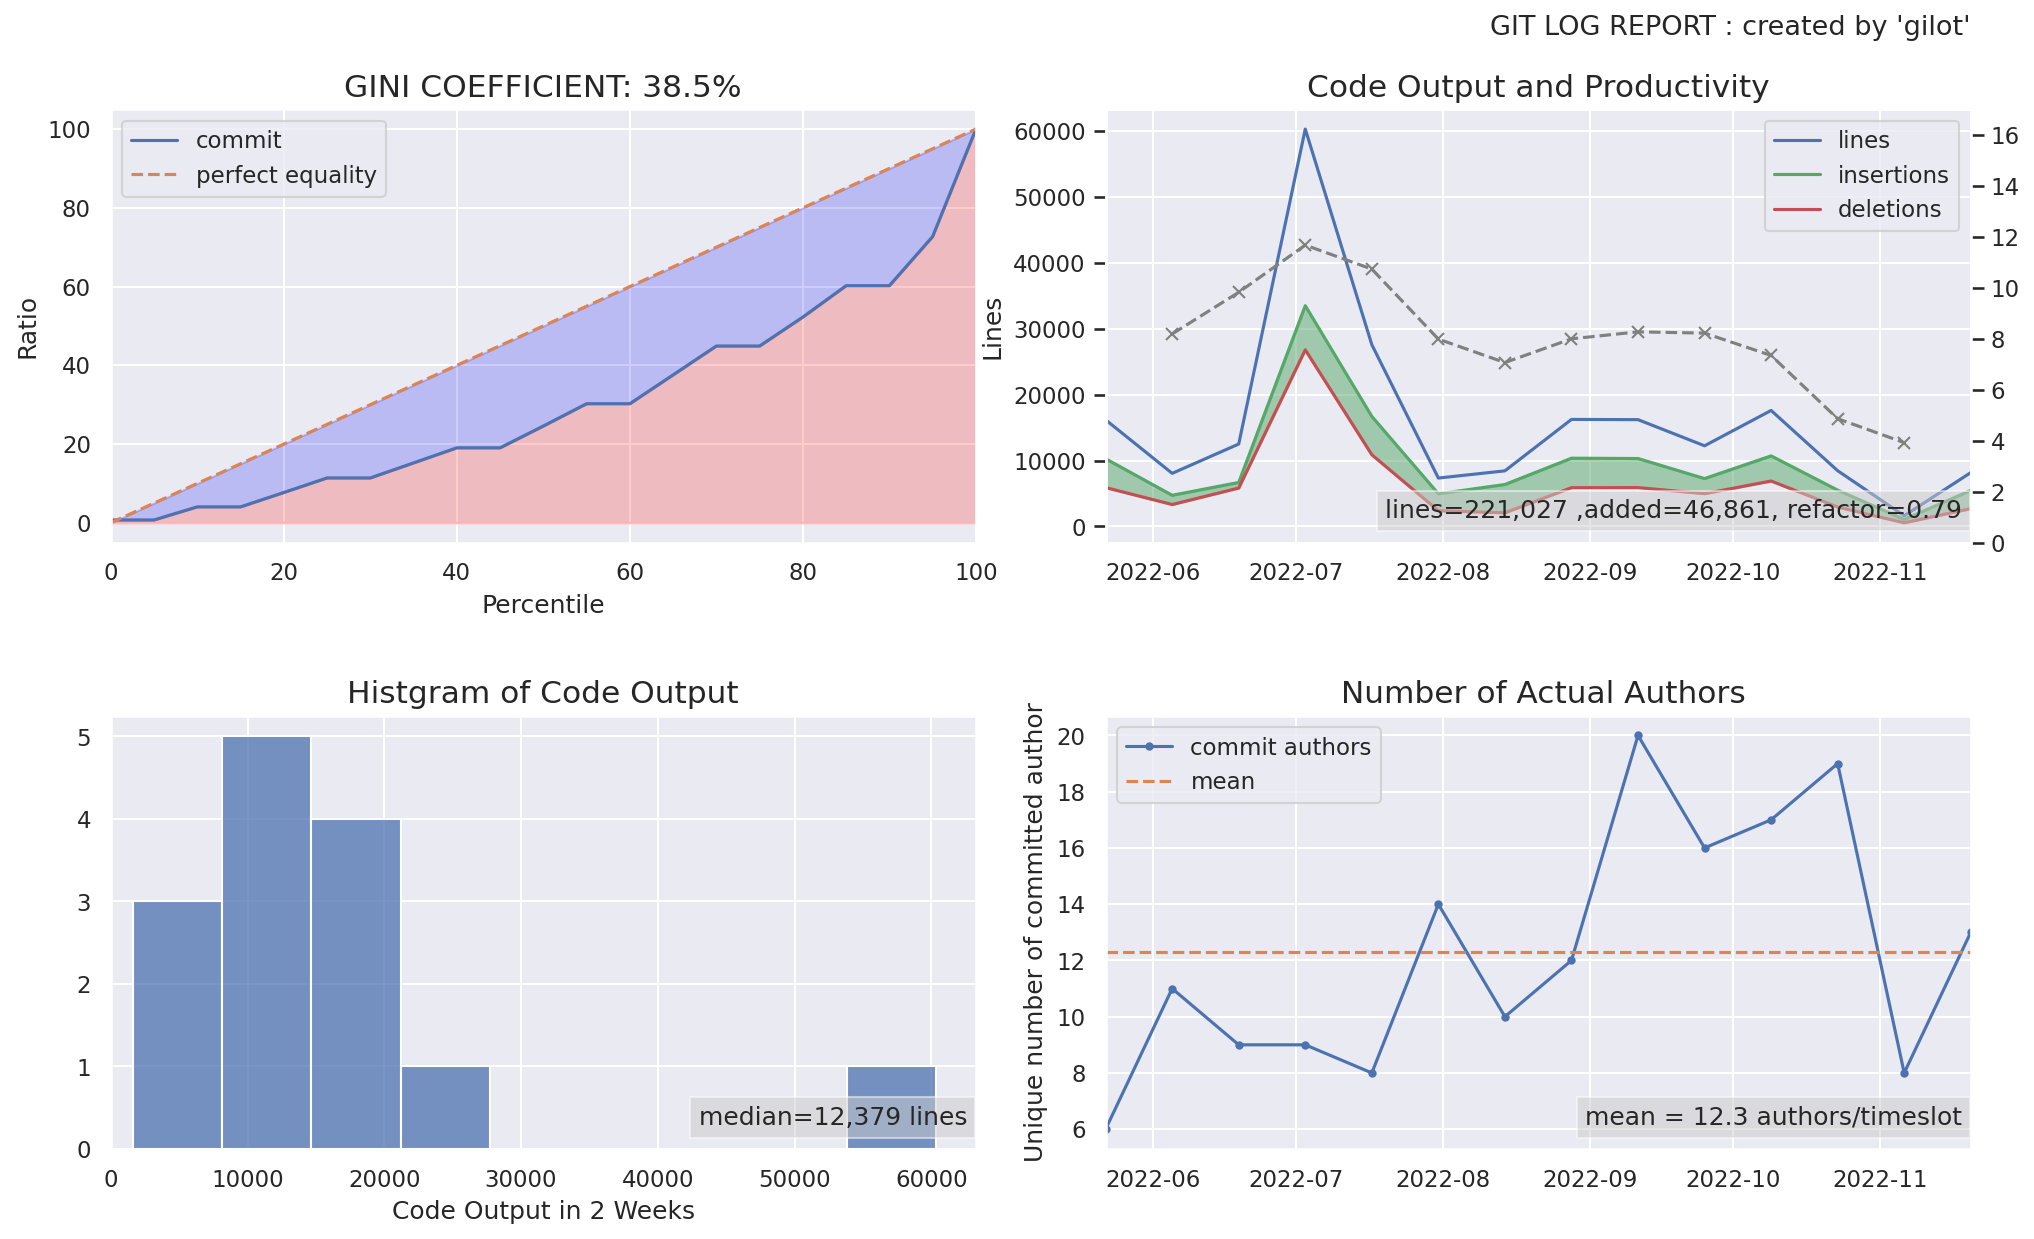 GIT LOG REPORT : created by 'gilot'
GINI COEFFICIENT: 38.5%
Ratio
100
80
60
40
20
0
commit
perfect equality
0 20 40 60 80 100
Percentile
Code Output and Productivity
Lines
60000
50000
40000
30000
20000
10000
0
lines
insertions
deletions
16
14
12
10
8
6
4
2
0
lines=221,027 ,added=46,861, refactor=0.79
2022-06 2022-07 2022-08 2022-09 2022-10 2022-11
Histgram of Code Output
5
4
3
2
1
0
median=12,379 lines
0 10000 20000 30000 40000 50000 60000
Code Output in 2 Weeks
Number of Actual Authors
Unique number of committed author
20
18
16
14
12
10
8
6
commit authors
mean
mean = 12.3 authors/timeslot
2022-06 2022-07 2022-08 2022-09 2022-10 2022-11